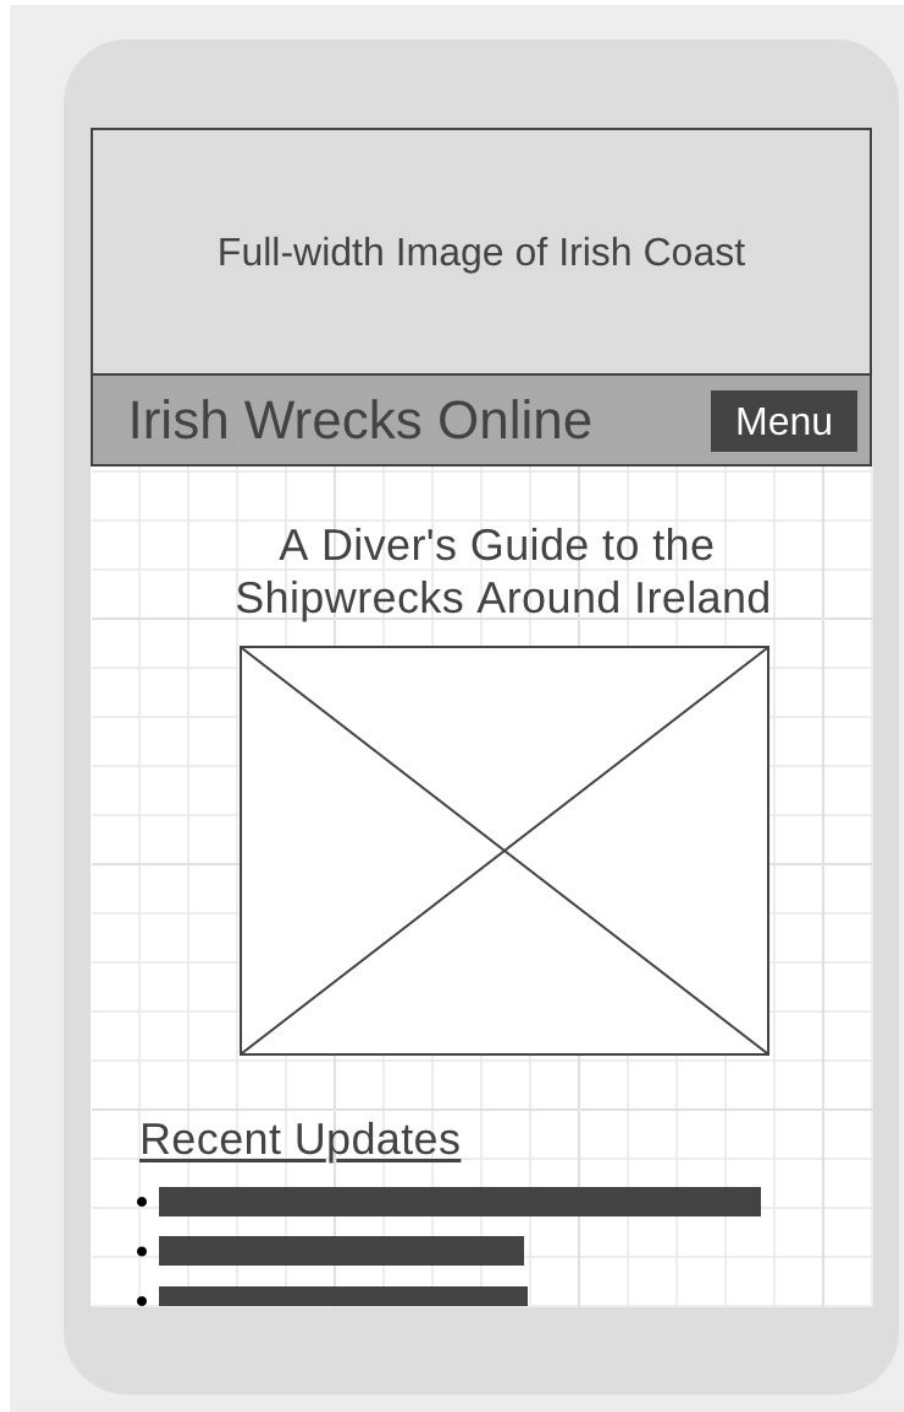 Full-width Image of Irish Coast
Irish Wrecks Online
Menu
A Diver's Guide to the
Shipwrecks Around Ireland
Recent Updates